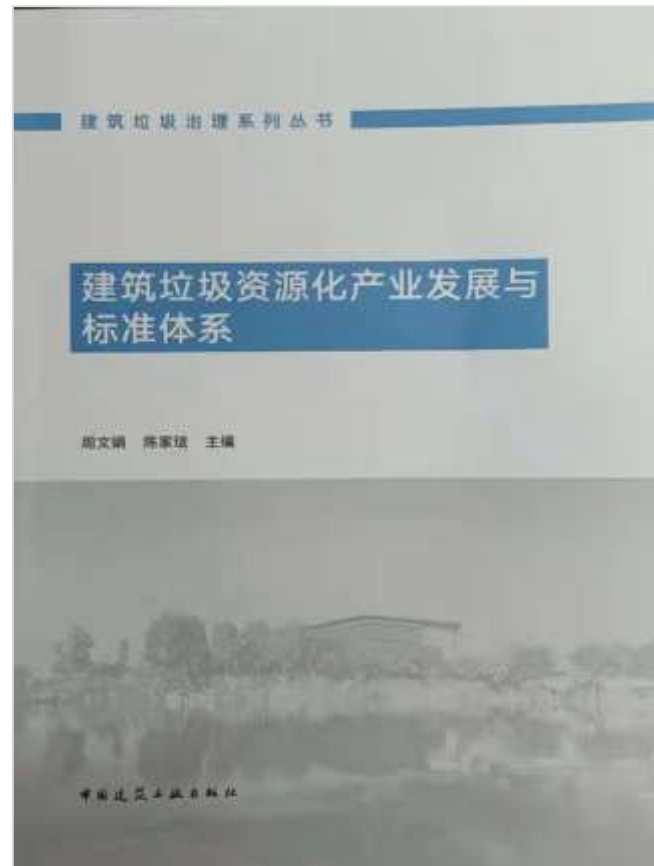 建筑垃圾治理系列丛书
建筑垃圾资源化产业发展与
标准体系
周文娟 陈家珑 主编
中国建筑工业出版社